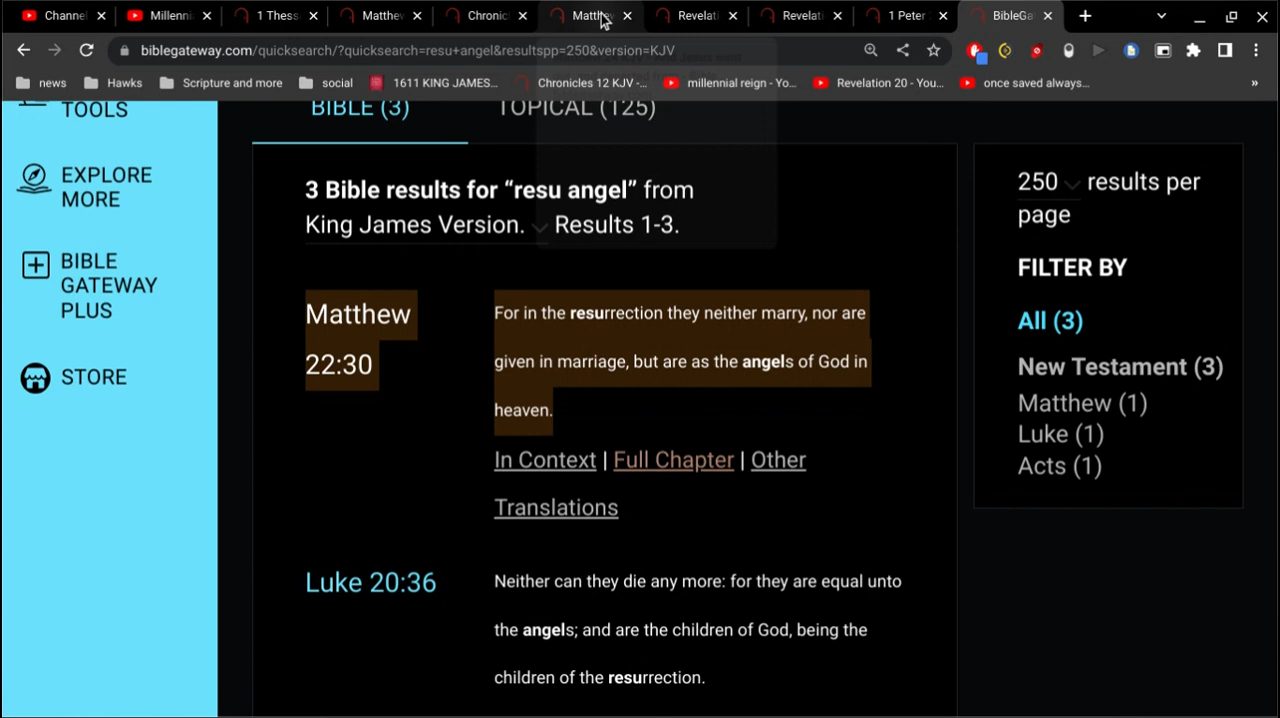 Channel
Millenni
1 Thess
Matthew
Chronic
Matthew
Revelati
Revelati
1 Peter
BibleGa
biblegateway.com/quicksearch/?quicksearch=resu+angel&resultspp=250&version=KJV
news
Hawks
Scripture and more
social
1611 KING JAMES...
Chronicles 12 KJV -...
millennial reign - Yo...
Revelation 20 - You...
once saved always...
»
TOOLS
EXPLORE
MORE
BIBLE
GATEWAY
PLUS
STORE
BIBLE (3)
TOPICAL (125)
3 Bible results for “resu angel” from
King James Version. Results 1-3.
Matthew
22:30
For in the resurrection they neither marry, nor are
given in marriage, but are as the angels of God in
heaven.
In Context | Full Chapter | Other
Translations
Luke 20:36
Neither can they die any more: for they are equal unto
the angels; and are the children of God, being the
children of the resurrection.
250 results per
page
FILTER BY
All (3)
New Testament (3)
Matthew (1)
Luke (1)
Acts (1)